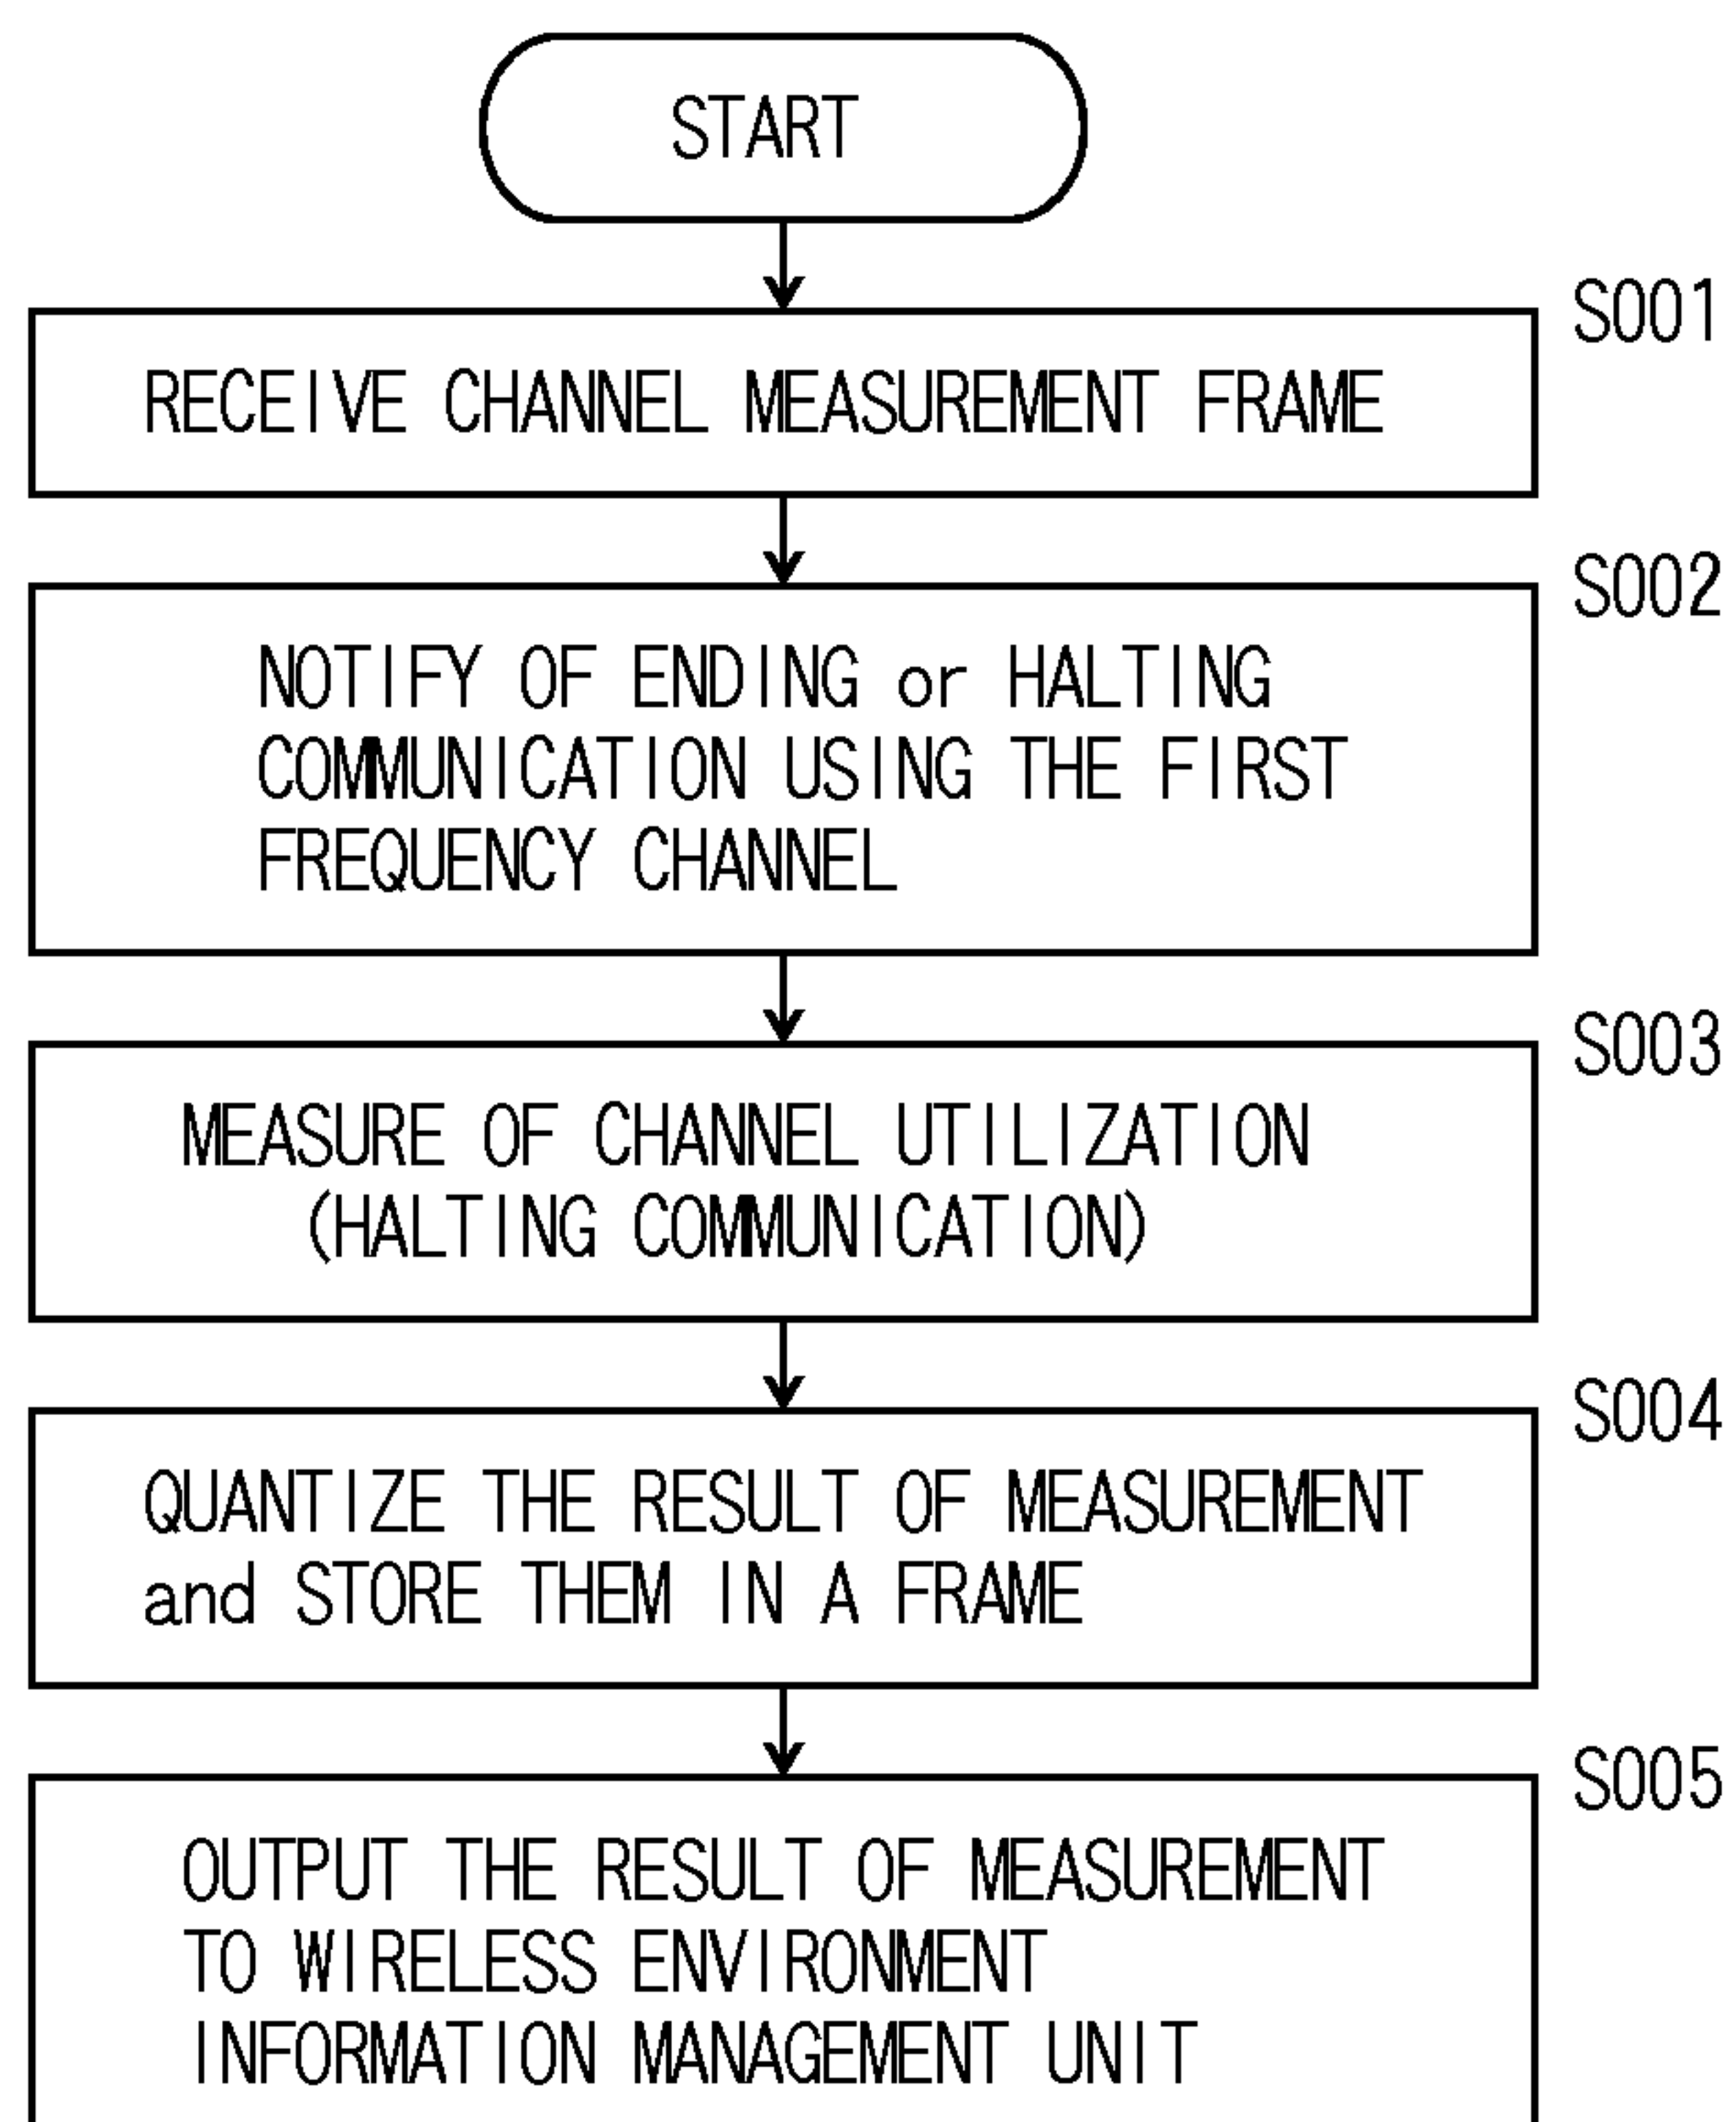 START
S001
RECEIVE CHANNEL MEASUREMENT FRAME
S002
NOTIFY OF ENDING or HALTING
COMMUNICATION USING THE FIRST
FREQUENCY CHANNEL
S003
MEASURE OF CHANNEL UTILIZATION
(HALTING COMMUNICATION)
S004
QUANTIZE THE RESULT OF MEASUREMENT
and STORE THEM IN A FRAME
S005
OUTPUT THE RESULT OF MEASUREMENT
TO WIRELESS ENVIRONMENT
INFORMATION MANAGEMENT UNIT